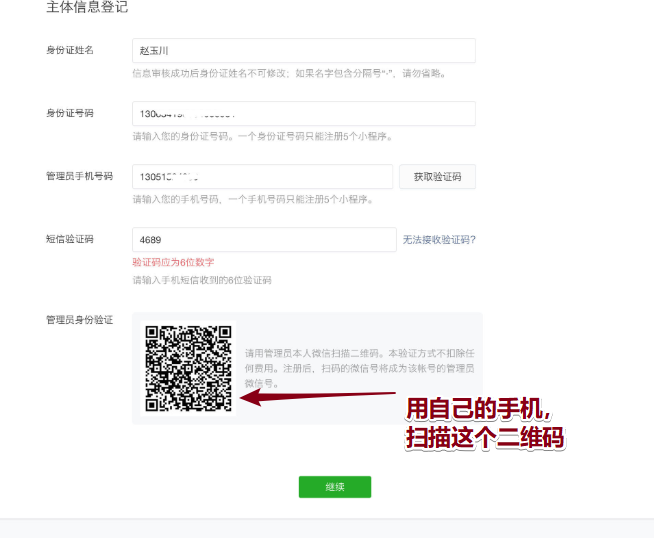 主体信息登记
身份证姓名
赵玉川
信息审核成功后身份证姓名不可修改；如果名字包含分隔号“·”，请勿省略。
身份证号码
请输入您的身份证号码。一个身份证号码只能注册5个小程序。
管理员手机号码
获取验证码
请输入您的手机号码，一个手机号码只能注册5个小程序。
短信验证码
4689
无法接收验证码?
验证码应为6位数字
请输入手机短信收到的6位验证码
管理员身份验证
请用管理员本人微信扫描二维码。本验证方式不扣除任
何费用。注册后，扫码的微信号将成为该帐号的管理员
微信号。
用自己的手机，
扫描这个二维码
继续